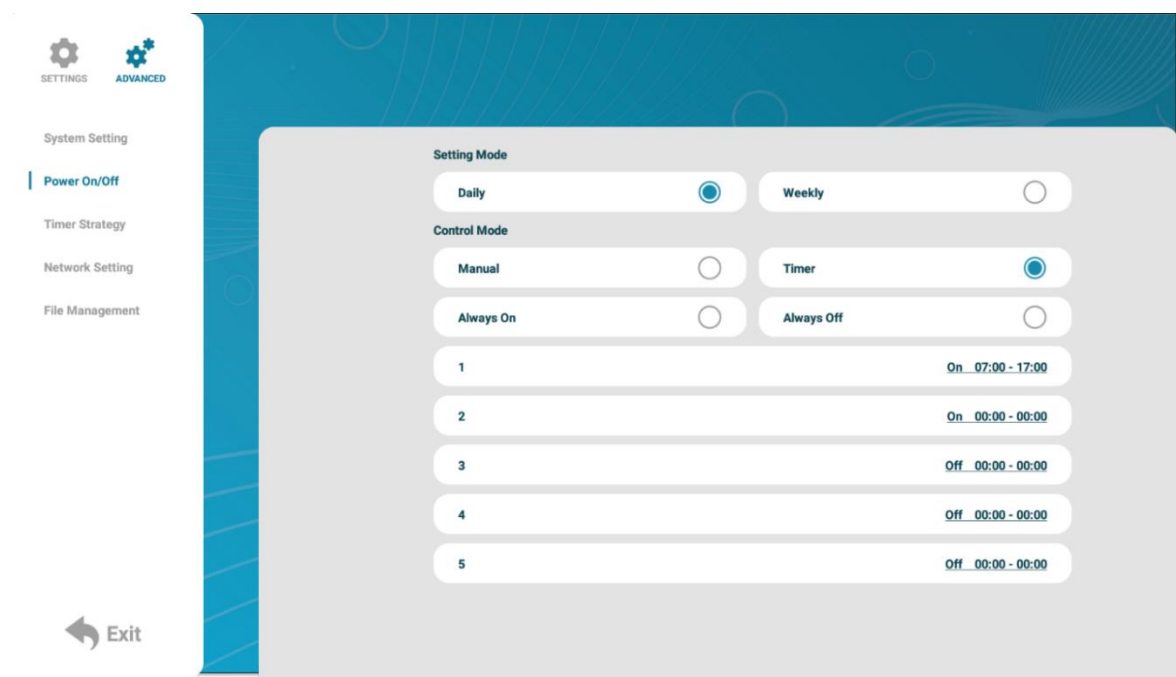 SETTINGS ADVANCED
System Setting
Power On/Off
Timer Strategy
Network Setting
File Management
Exit
Setting Mode
Daily Weekly
Control Mode
Manual Timer
Always On Always Off
1 On 07:00 - 17:00
2 On 00:00 - 00:00
3 Off 00:00 - 00:00
4 Off 00:00 - 00:00
5 Off 00:00 - 00:00